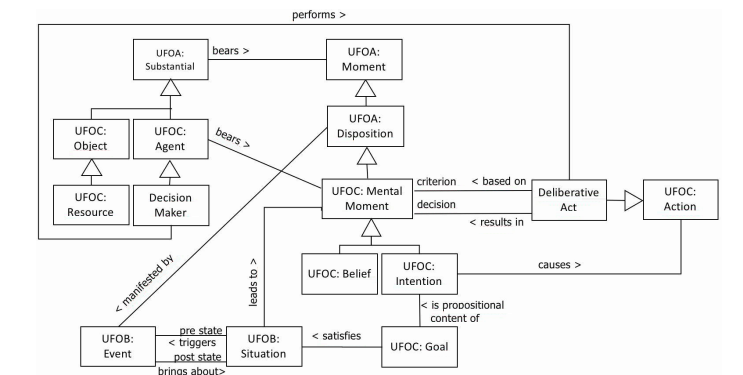 performs >
UFOA:
Substantial
bears >
UFOA:
Moment
UFOA:
Disposition
UFOC:
Object
UFOC:
Agent
bears >
UFOC:
Resource
Decision
Maker
UFOC: Mental
Moment
criterion
< based on
decision
< results in
Deliberative
Act
UFOC:
Action
< manifested by
leads to >
UFOC: Belief
UFOC:
Intention
causes >
< is propositional
content of
UFOB:
Event
pre state
< triggers
post state
brings about>
UFOB:
Situation
< satisfies
UFOC: Goal